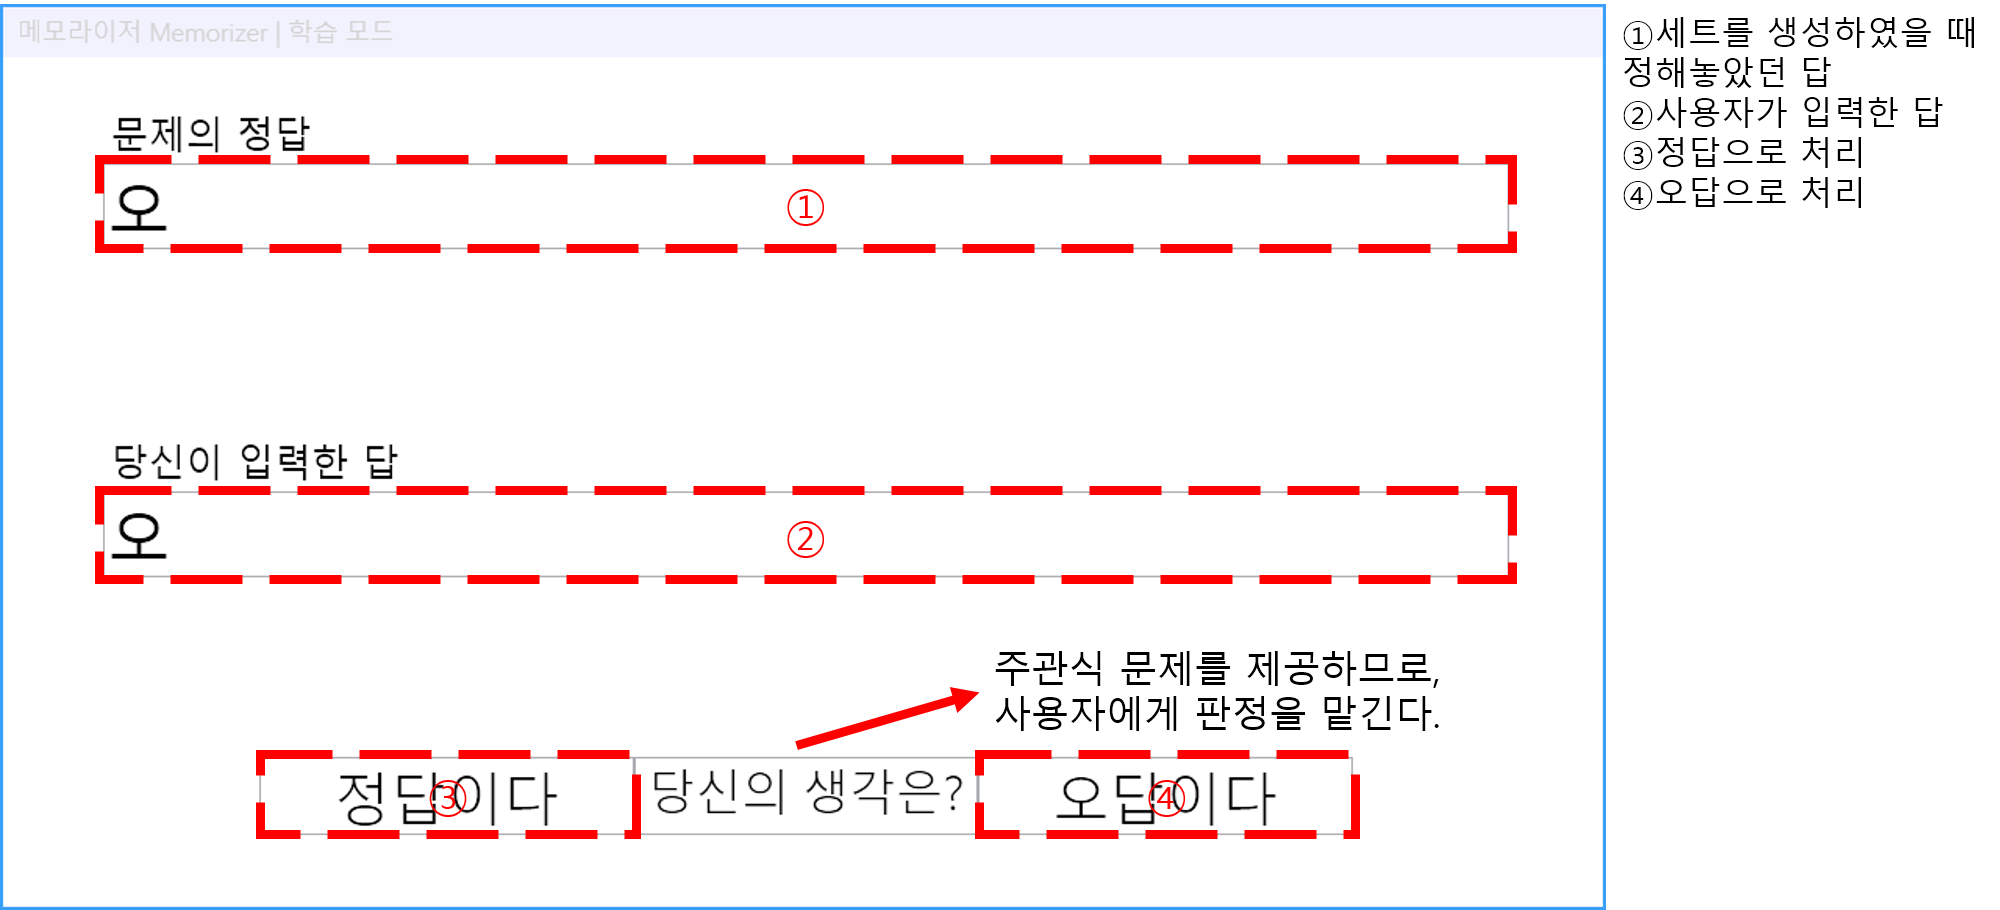 메모라이저 Memorizer | 학습 모드
문제의 정답
오
①
당신이 입력한 답
오
②
주관식 문제를 제공하므로,
사용자에게 판정을 맡긴다.
정답이다
③
당신의 생각은?
오답이다
④
①세트를 생성하였을 때
정해놓았던 답
②사용자가 입력한 답
③정답으로 처리
④오답으로 처리